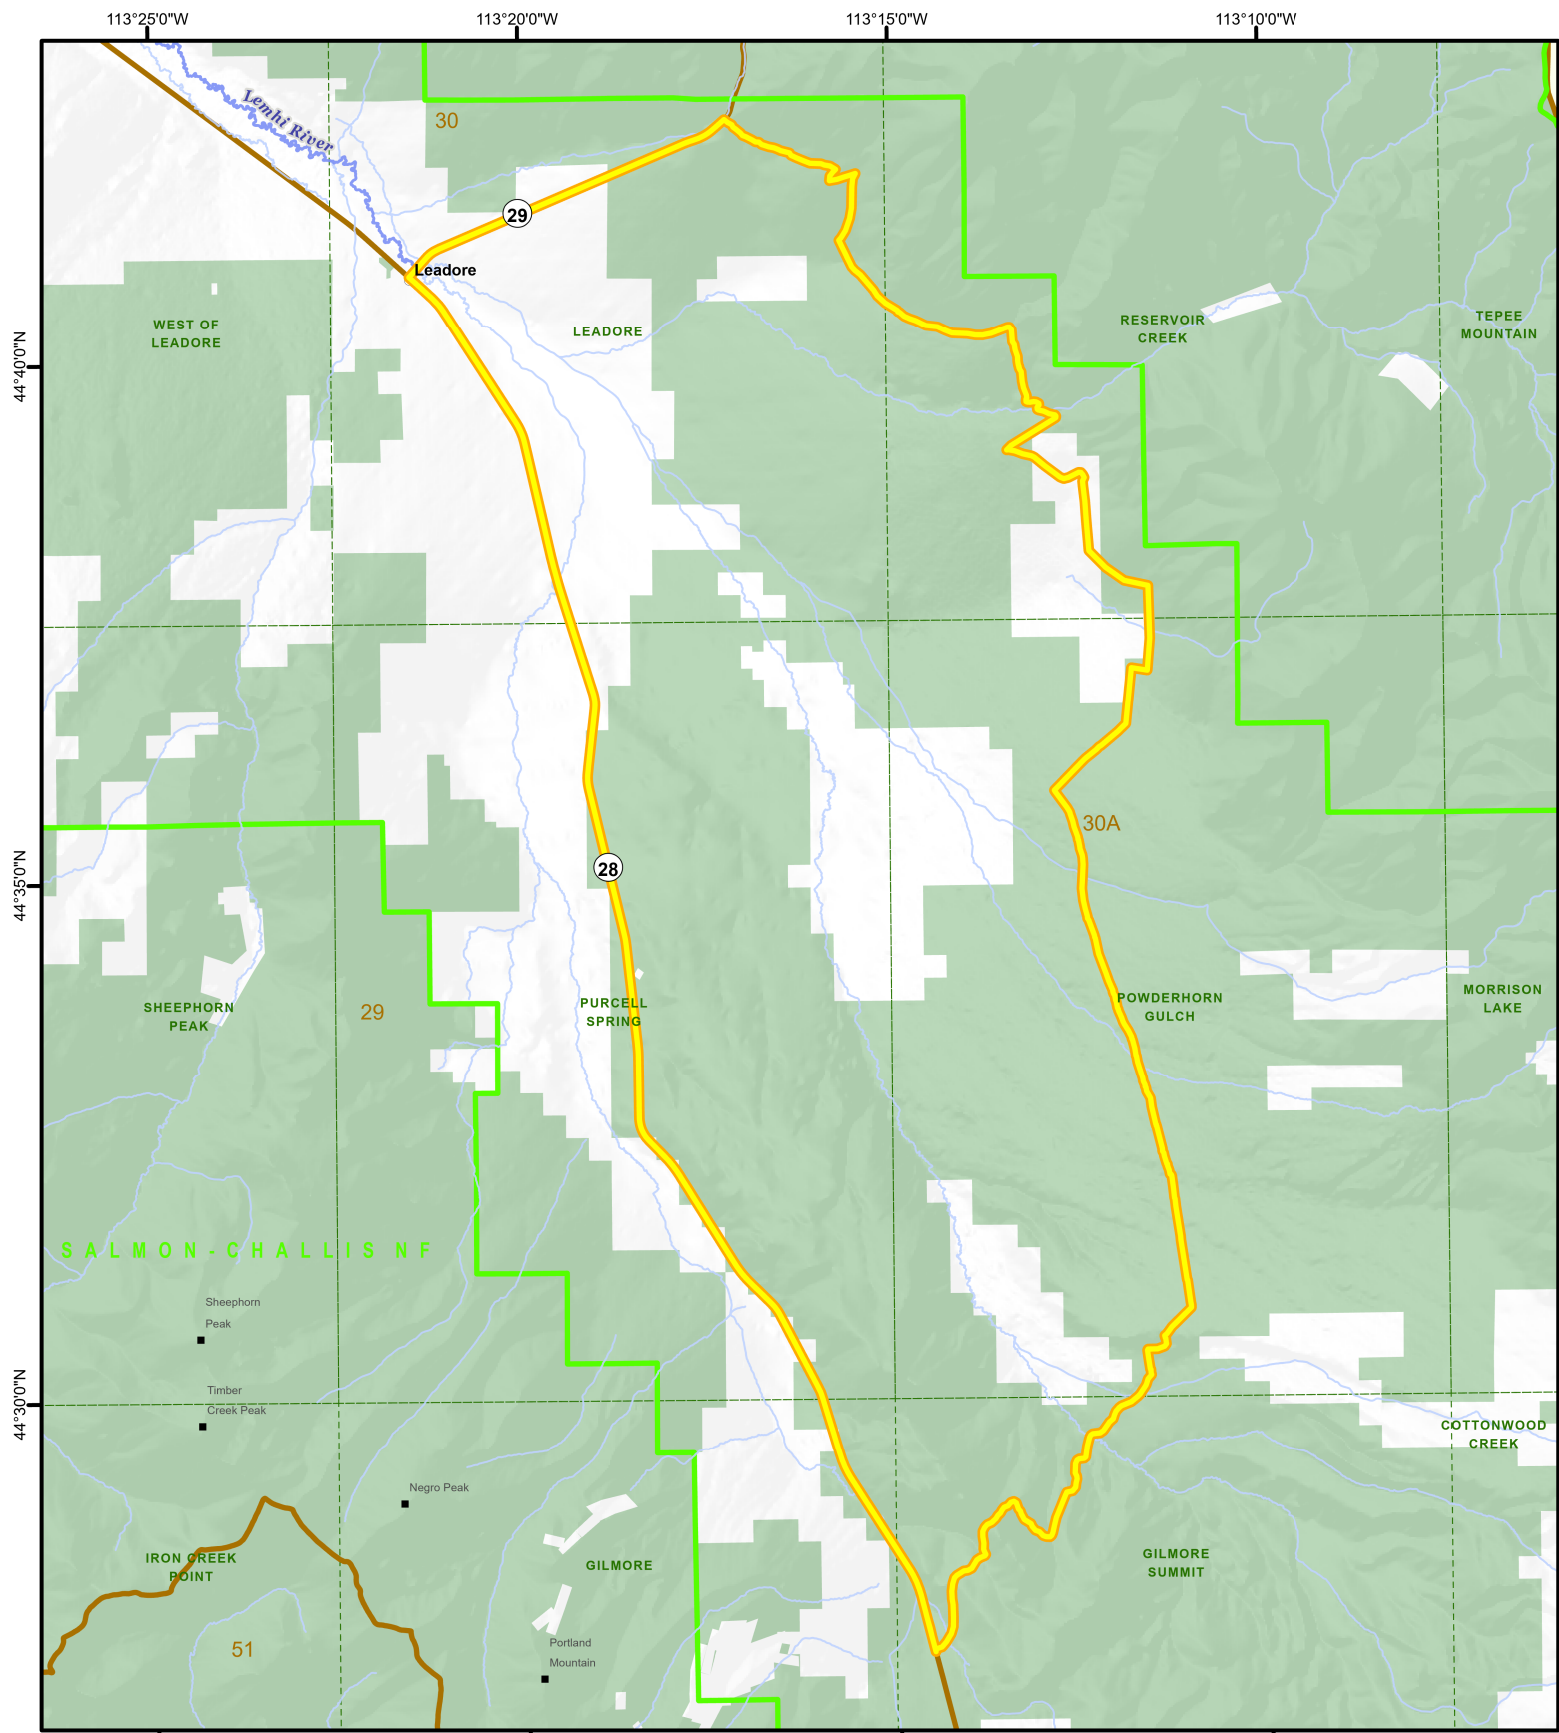 113°25'0"W
113°20'0"W
113°15'0"W
113°10'0"W
Lemhi River
30
29
Leadore
WEST OF
LEADORE
LEADORE
RESERVOIR
CREEK
TEPEE
MOUNTAIN
44°40'0"N
30A
28
44°35'0"N
SHEEPHORN
PEAK
29
PURCELL
SPRING
POWDERHORN
GULCH
MORRISON
LAKE
SALMON-CHALLIS NF
Sheephorn
Peak
Timber
Creek Peak
44°30'0"N
COTTONWOOD
CREEK
Negro Peak
IRON CREEK
POINT
GILMORE
GILMORE
SUMMIT
51
Portland
Mountain